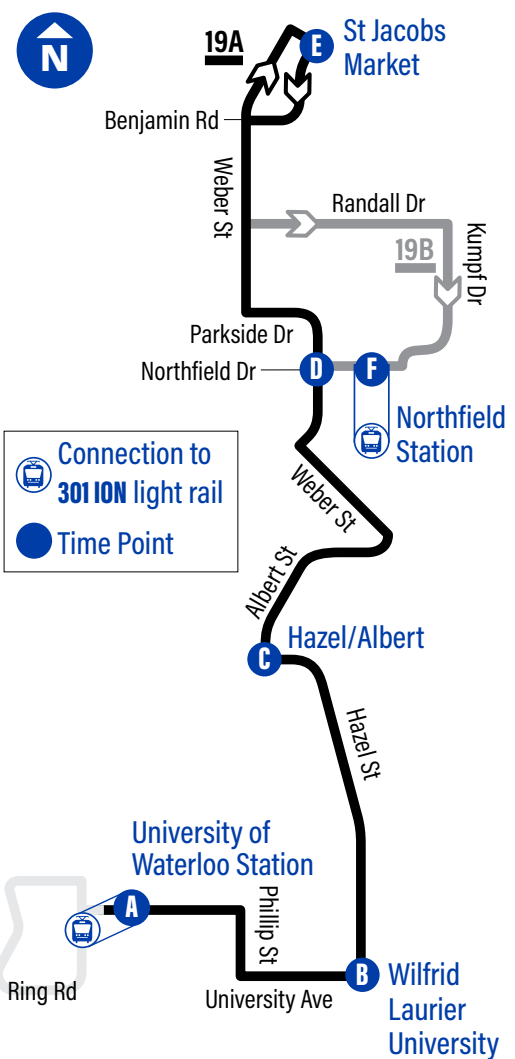 N
19A
E
St Jacobs
Market
Benjamin Rd
Weber St
Randall Dr
19B
Kumpf Dr
Parkside Dr
Northfield Dr
D
F
Northfield
Station
Connection to
301 ION light rail
Time Point
Weber St
Albert St
C
Hazel/Albert
Hazel St
University of
Waterloo Station
A
Phillip St
Ring Rd
University Ave
B
Wilfrid
Laurier
University